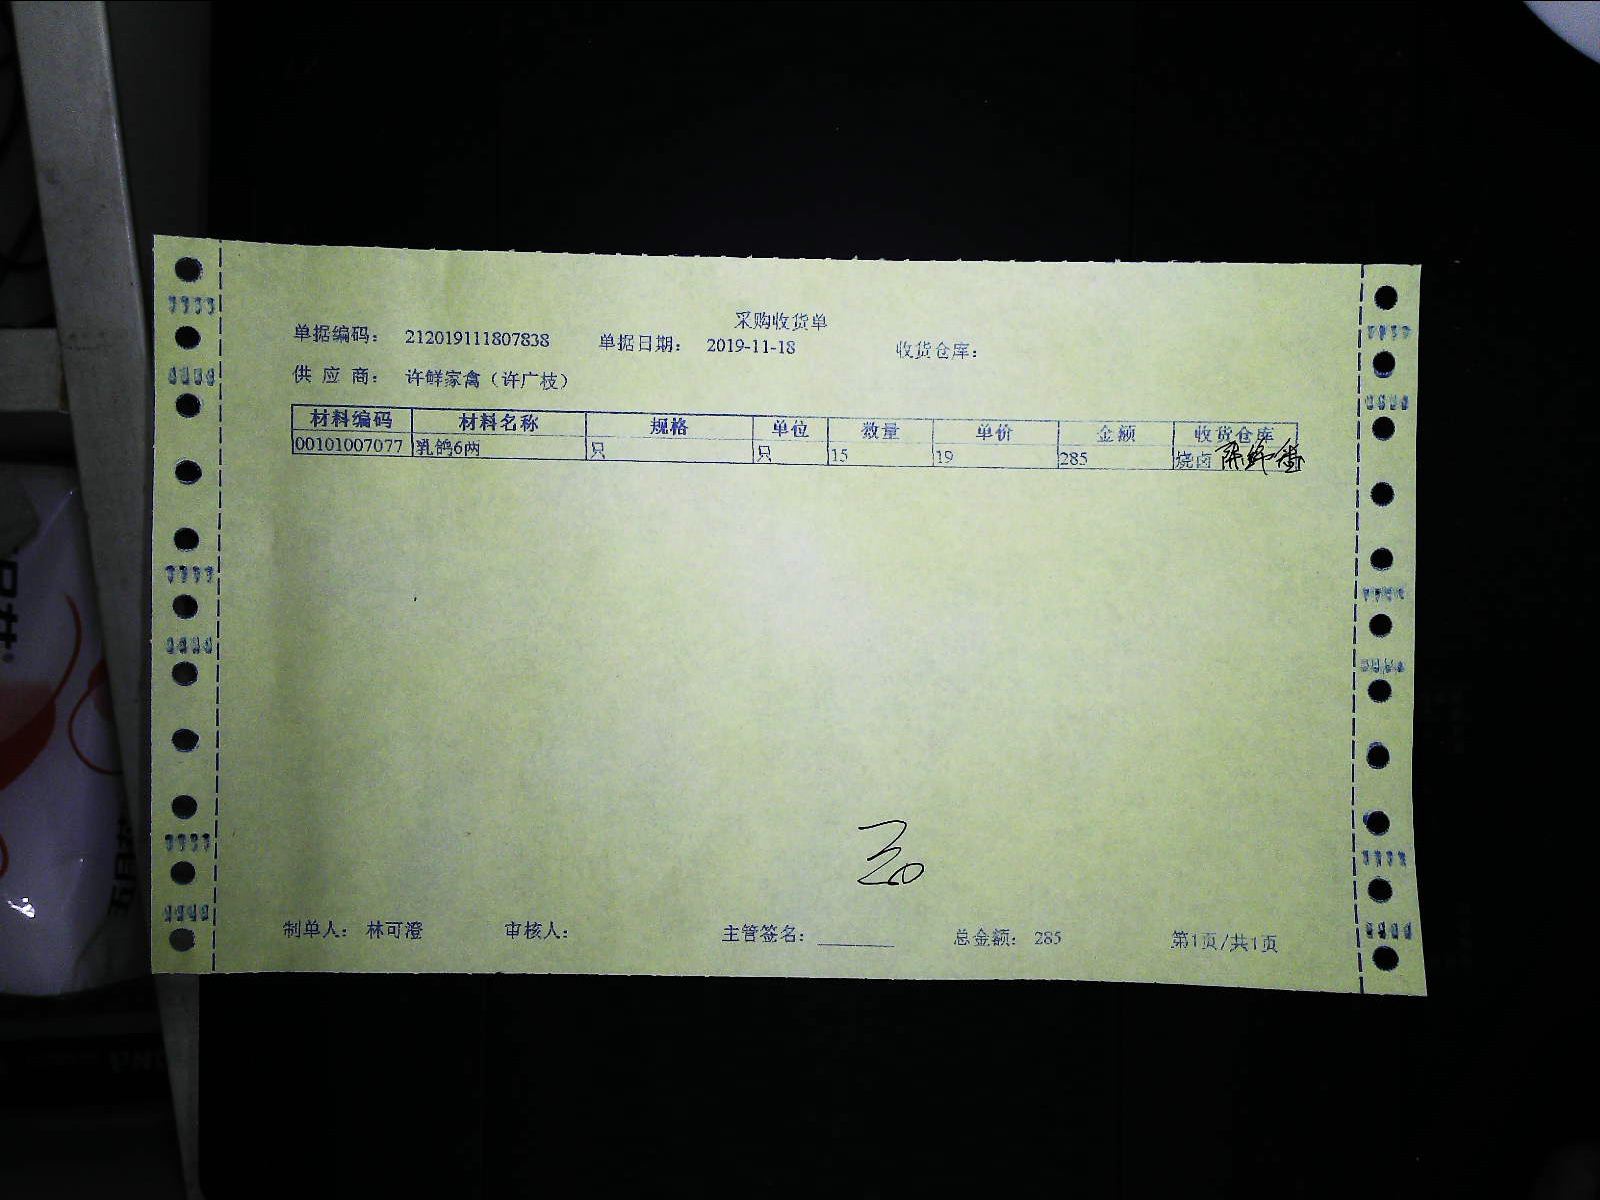 采购收货单
单据编码： 212019111807838 单据日期： 2019-11-18 收货仓库：
供 应 商： 许鲜家禽（许广枝）
材料编码 材料名称 规格 单位 数量 单价 金额 收货仓库
00101007077 乳鸽6两 只 只 15 19 285 烧卤
制单人： 林可澄 审核人： 主管签名： ________ 总金额： 285 第1页/共1页